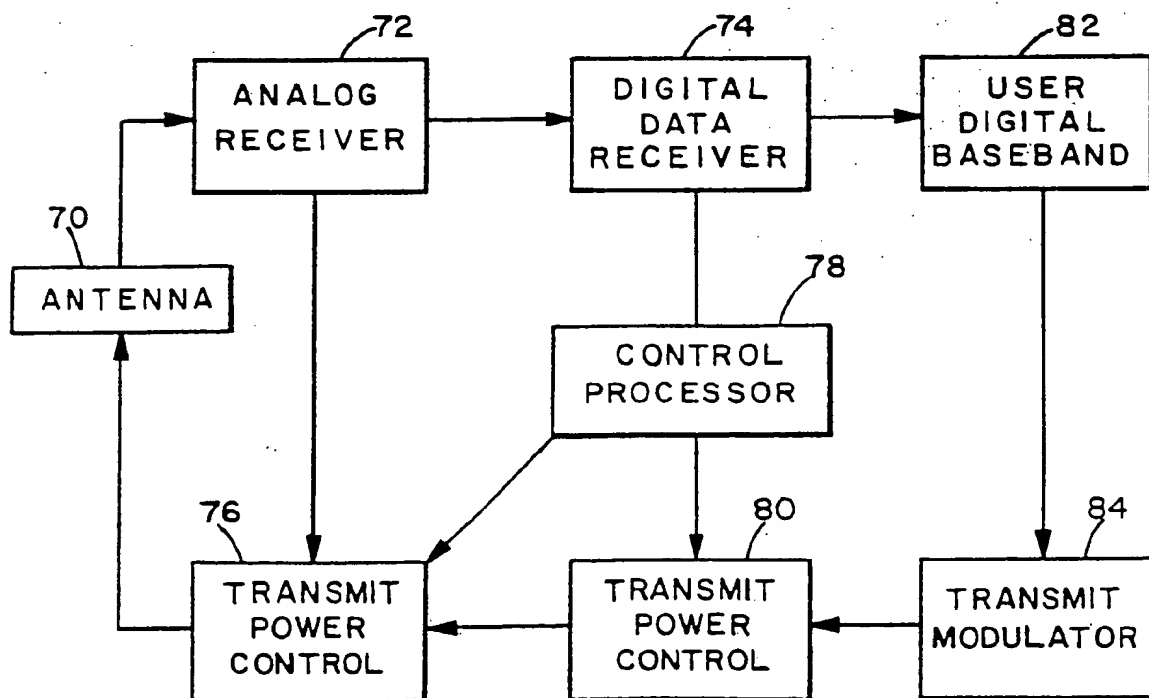 72
74
82
ANALOG
RECEIVER
DIGITAL
DATA
RECEIVER
USER
DIGITAL
BASEBAND
70
ANTENNA
78
CONTROL
PROCESSOR
76
80
84
TRANSMIT
POWER
CONTROL
TRANSMIT
POWER
CONTROL
TRANSMIT
MODULATOR